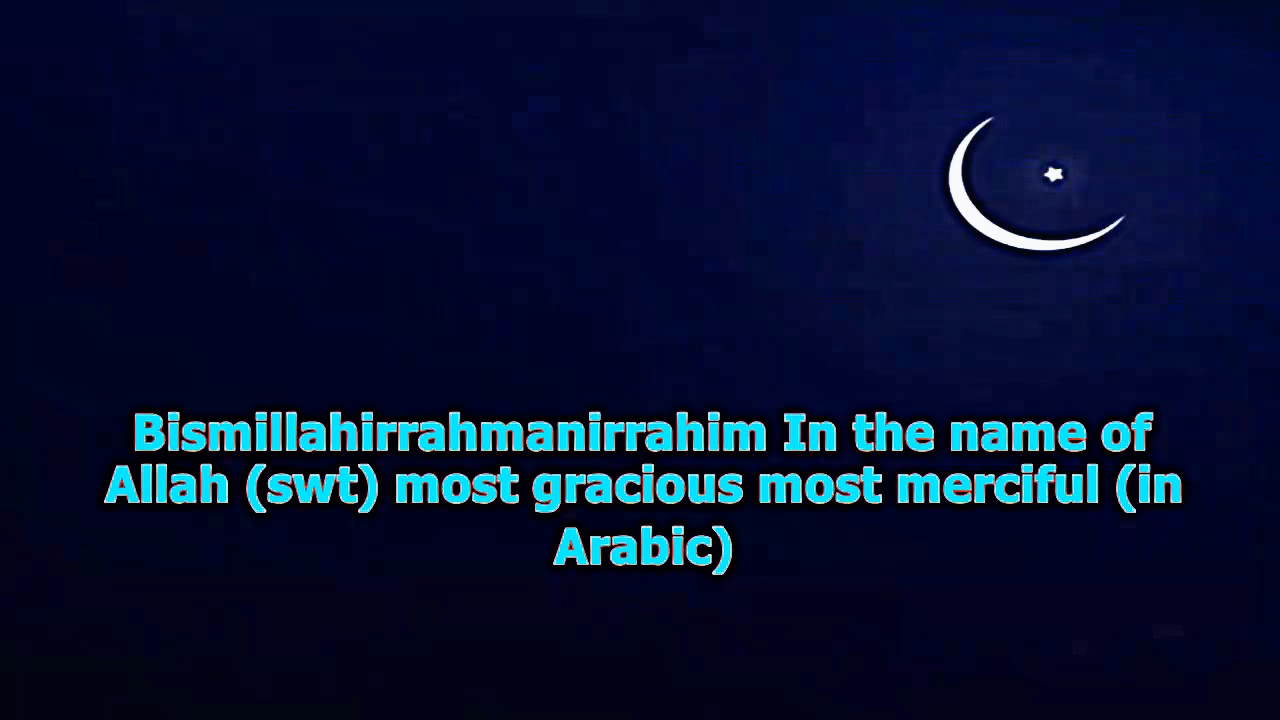 Bismillahirrahmanirrahim In the name of
Allah (swt) most gracious most merciful (in
Arabic)